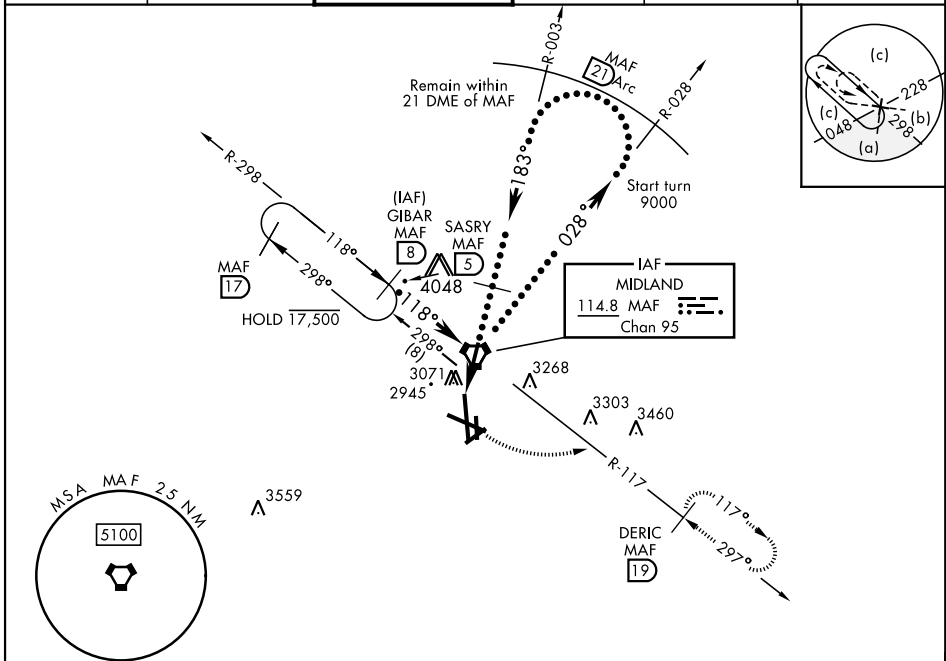 R-003
MAF
21 Arc
Remain within
21 DME of MAF
R-028
183°
028°
Start turn
9000
R-298
(IAF)
GIBAR
MAF
8
SASRY
MAF
5
4048
118°
298°
MAF
17
HOLD 17,500
118°
298°
(8)
IAF
MIDLAND
114.8 MAF
Chan 95
3071
2945
3268
3303
3460
R-117
3559
DERIC
MAF
19
117°
297°
MSA MAF 25 NM
5100
(c)
228
(c)
(b)
048
298
(a)